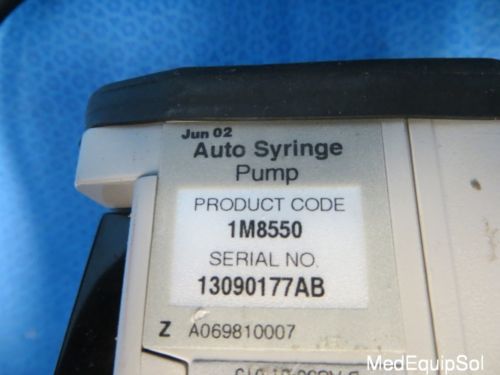 Jun 02
Auto Syringe
Pump
PRODUCT CODE
1M8550
SERIAL NO.
13090177AB
Z A069810007
MedEquipSol